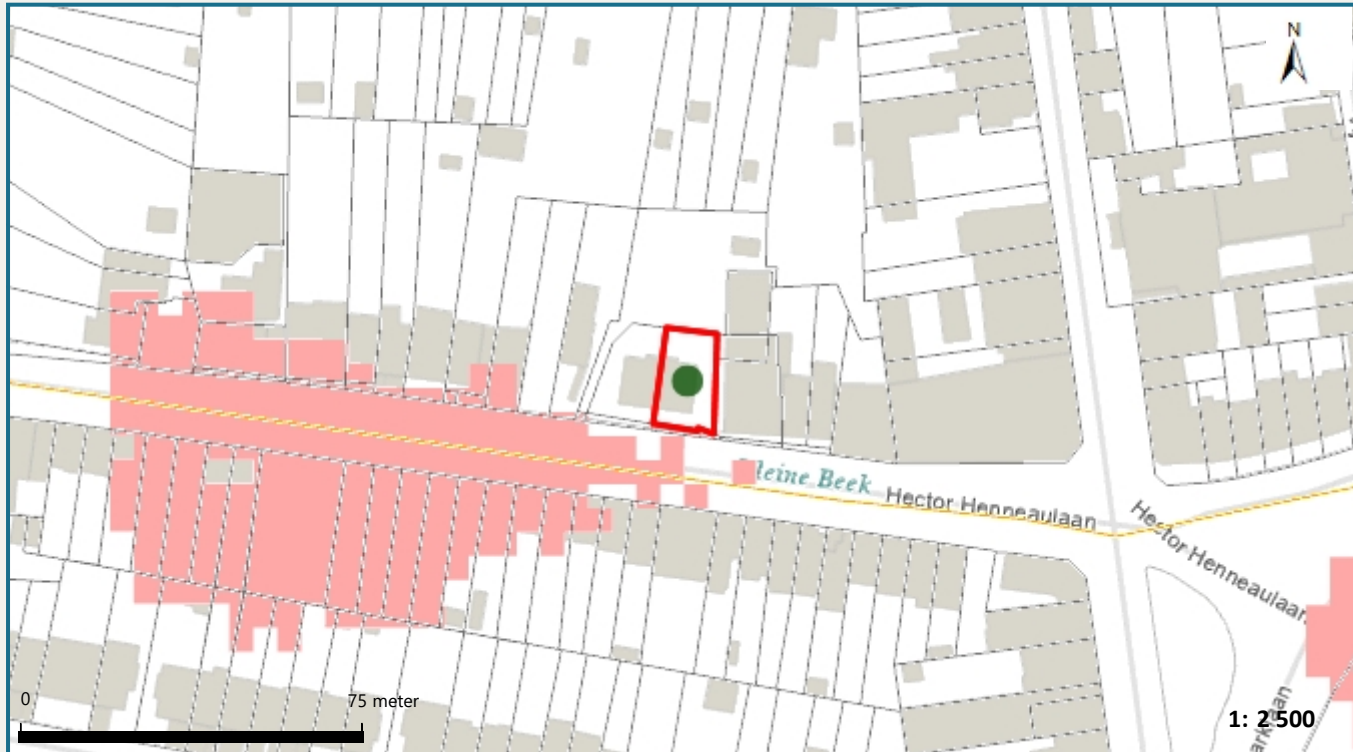 N
Kleine Beek
Hector Henneaulaan
Hector Henneaulaan
0
75 meter
1: 2 500